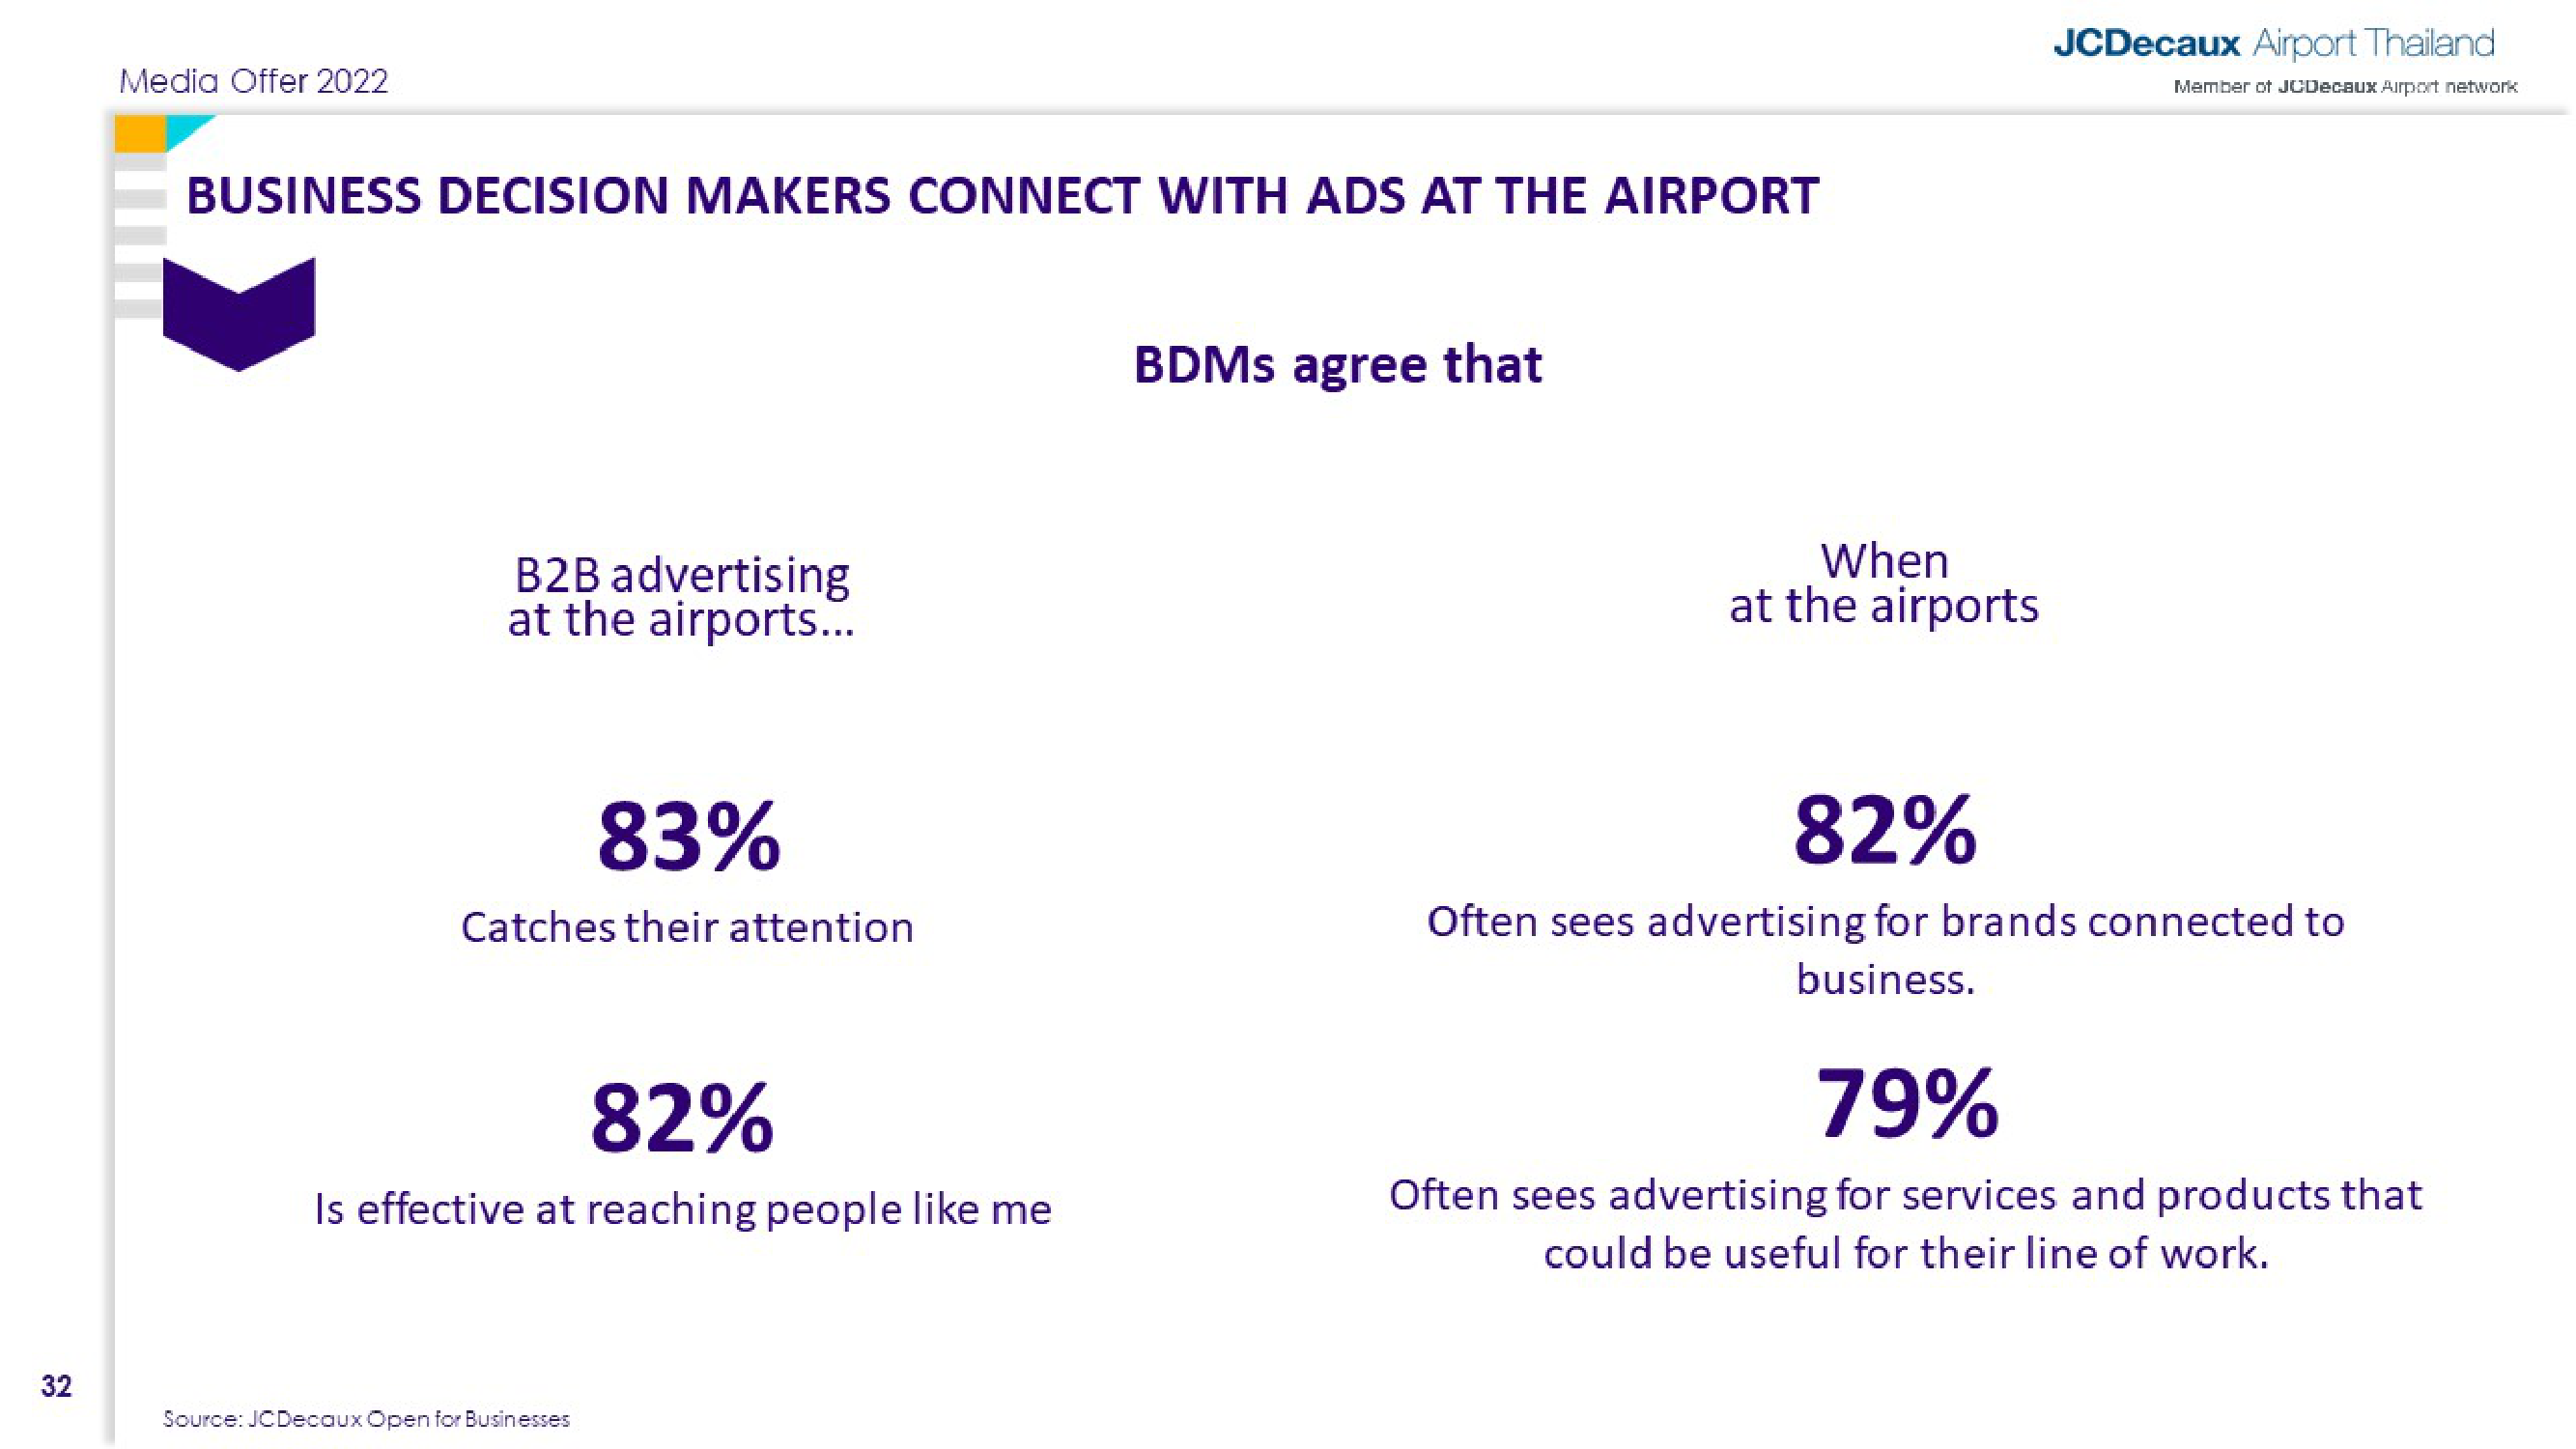 Media Offer 2022
JCDecaux Airport Thailand
Member of JCDecaux Airport network
BUSINESS DECISION MAKERS CONNECT WITH ADS AT THE AIRPORT
BDMs agree that
B2B advertising
at the airports...
83%
Catches their attention
82%
Is effective at reaching people like me
When
at the airports
82%
Often sees advertising for brands connected to
business.
79%
Often sees advertising for services and products that
could be useful for their line of work.
32
Source: JCDecaux Open for Businesses